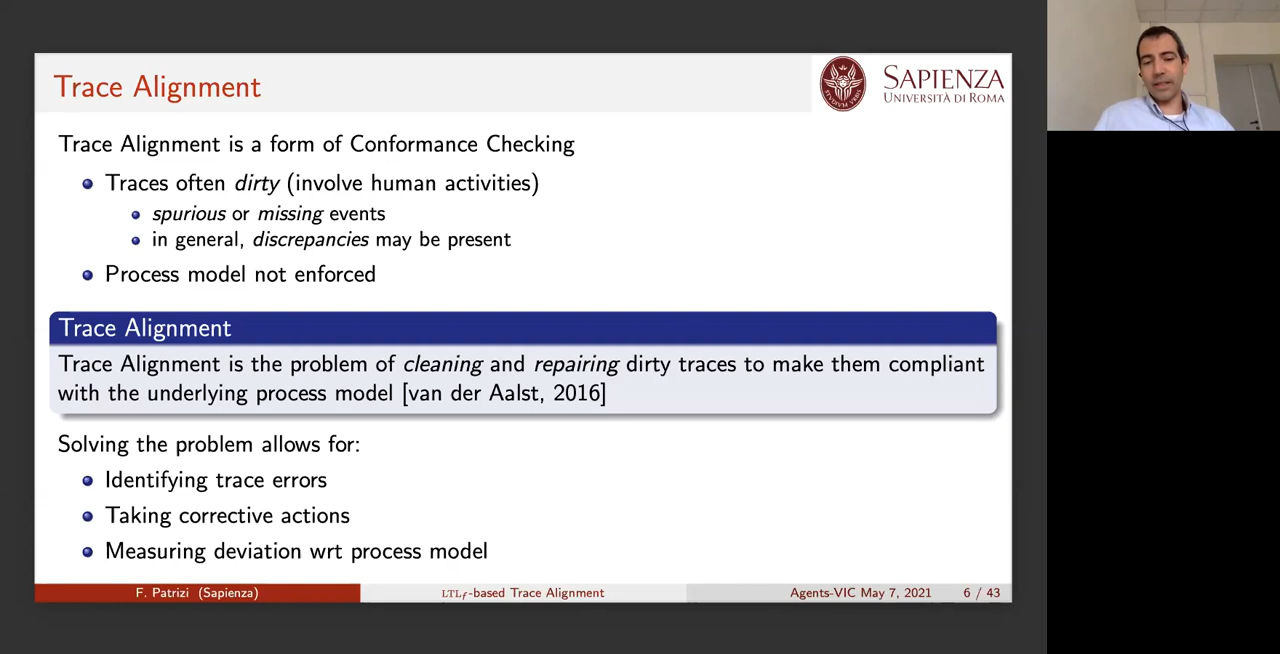 Trace Alignment
SAPIENZA
UNIVERSITÀ DI ROMA
Trace Alignment is a form of Conformance Checking
Traces often dirty (involve human activities)
spurious or missing events
in general, discrepancies may be present
Process model not enforced
Trace Alignment
Trace Alignment is the problem of cleaning and repairing dirty traces to make them compliant
with the underlying process model [van der Aalst, 2016]
Solving the problem allows for:
Identifying trace errors
Taking corrective actions
Measuring deviation wrt process model
F. Patrizi (Sapienza) LTLf-based Trace Alignment Agents-VIC May 7, 2021 6 / 43